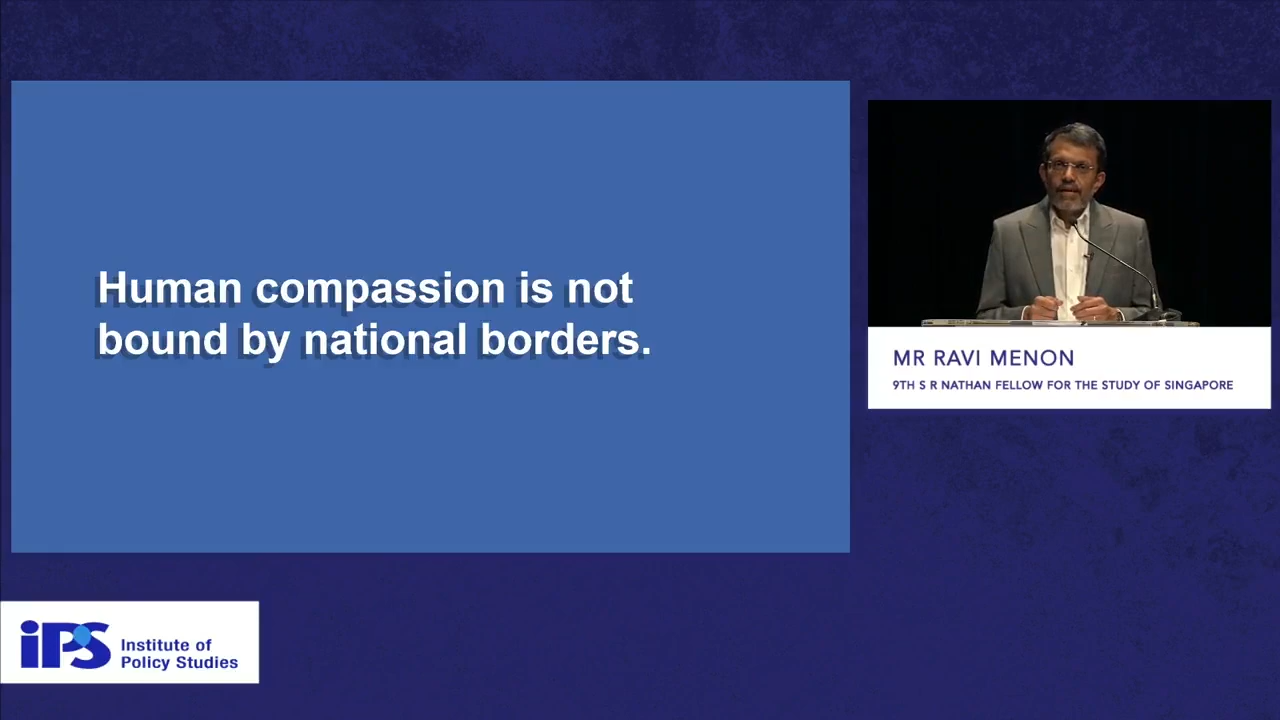 Human compassion is not
bound by national borders.
MR RAVI MENON
9TH S R NATHAN FELLOW FOR THE STUDY OF SINGAPORE
iPS
Institute of
Policy Studies